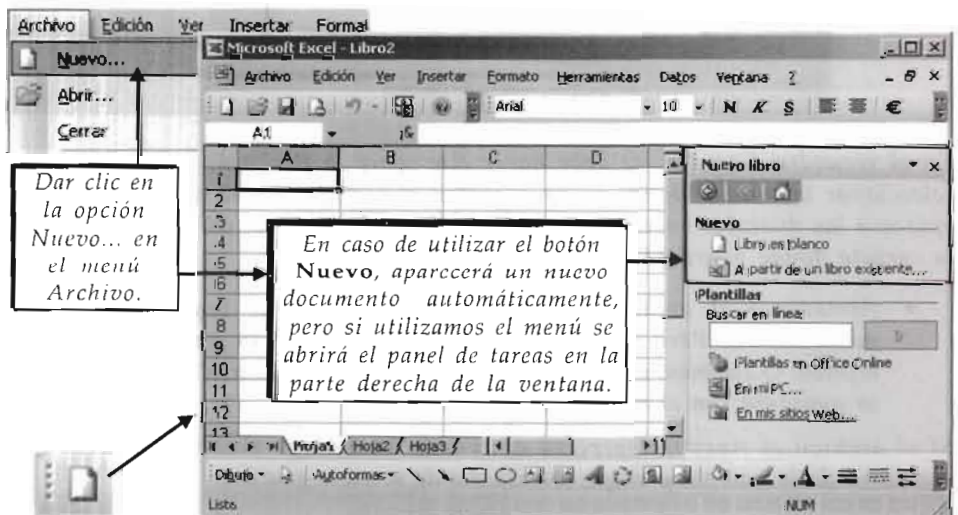 Archivo Edición Ver Insertar Format
Nuevo...
Abrir...
Cerrar
Dar clic en
la opción
Nuevo... en
el menú
Archivo.
Microsoft Excel - Libro2
Archivo Edición Ver Insertar Formato Herramientas Datos Ventana ?
Arial 10 N K S €
A1 fx
A B C D
1
2
3
4
5
6
7
8
9
10
11
12
13
En caso de utilizar el botón
Nuevo, aparecerá un nuevo
documento automáticamente,
pero si utilizamos el menú se
abrirá el panel de tareas en la
parte derecha de la ventana.
Nuevo libro
Nuevo
Libro en blanco
A partir de un libro existente...
Plantillas
Buscar en línea:
Plantillas en Office Online
En mi PC...
En mis sitios Web...
Hoja1 Hoja2 Hoja3
Dibujo Autoformas
Listo NUM